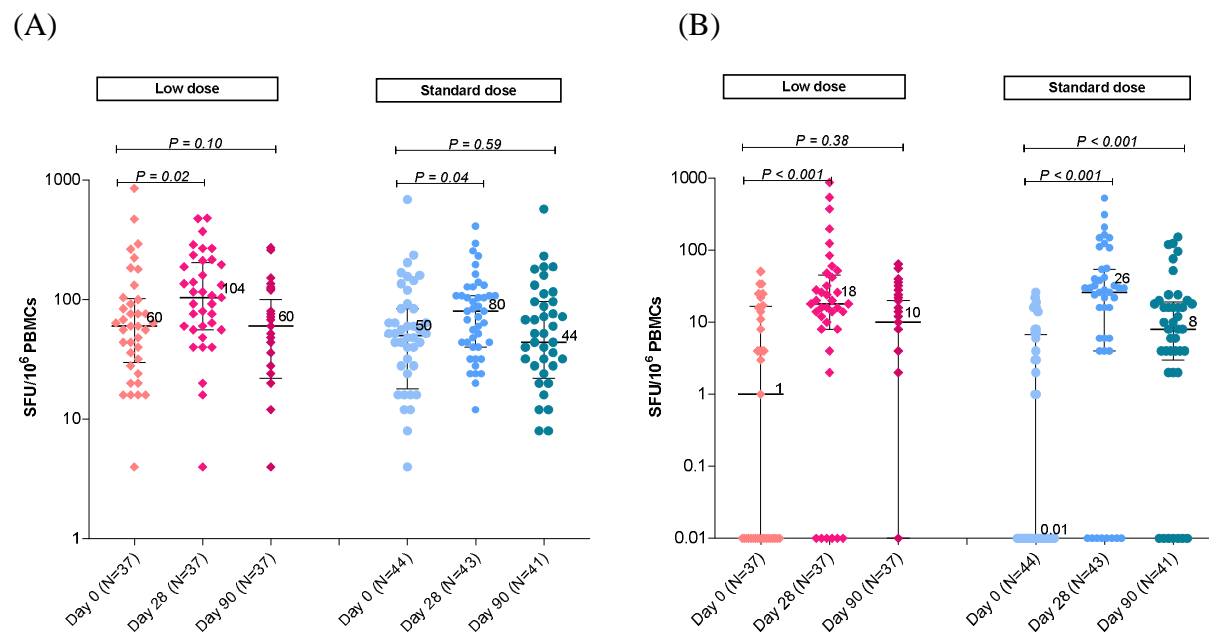 (A)
Low dose
Standard dose
P = 0.10
P = 0.59
P = 0.02
P = 0.04
SFU/10⁶ PBMCs
1000
100
10
1
60
104
60
50
80
44
Day 0 (N=37)
Day 28 (N=37)
Day 90 (N=37)
Day 0 (N=44)
Day 28 (N=43)
Day 90 (N=41)
(B)
Low dose
Standard dose
P = 0.38
P < 0.001
P < 0.001
P < 0.001
SFU/10⁶ PBMCs
1000
100
10
1
0.1
0.01
1
18
10
0.01
26
8
Day 0 (N=37)
Day 28 (N=37)
Day 90 (N=37)
Day 0 (N=44)
Day 28 (N=43)
Day 90 (N=41)